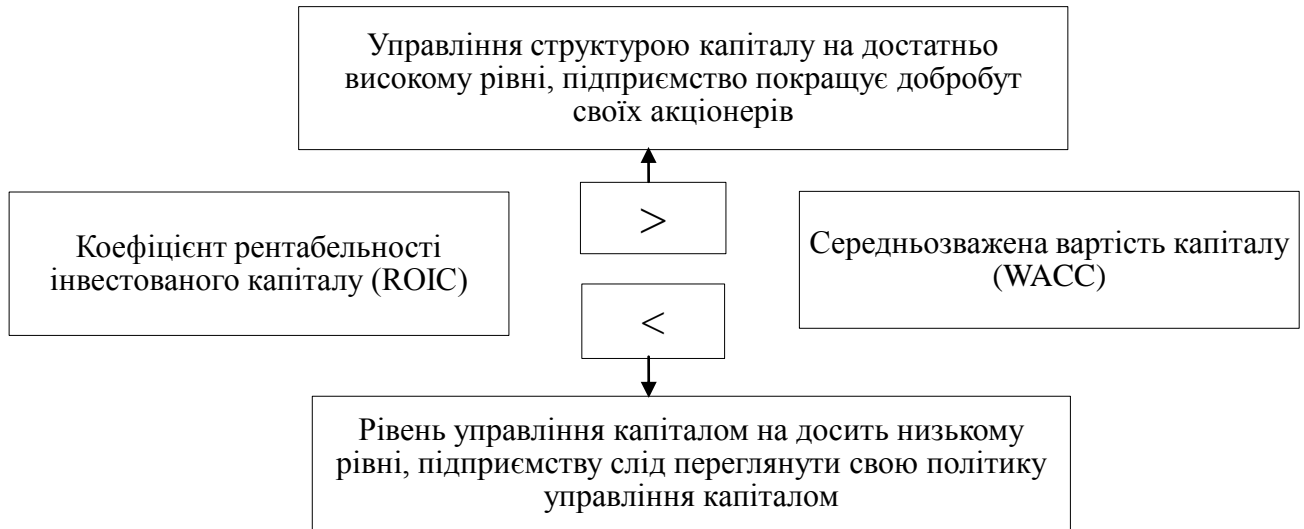 Управління структурою капіталу на достатньо
високому рівні, підприємство покращує добробут
своїх акціонерів
>
Коефіцієнт рентабельності
інвестованого капіталу (ROIC)
Середньозважена вартість капіталу
(WACC)
<
Рівень управління капіталом на досить низькому
рівні, підприємству слід переглянути свою політику
управління капіталом